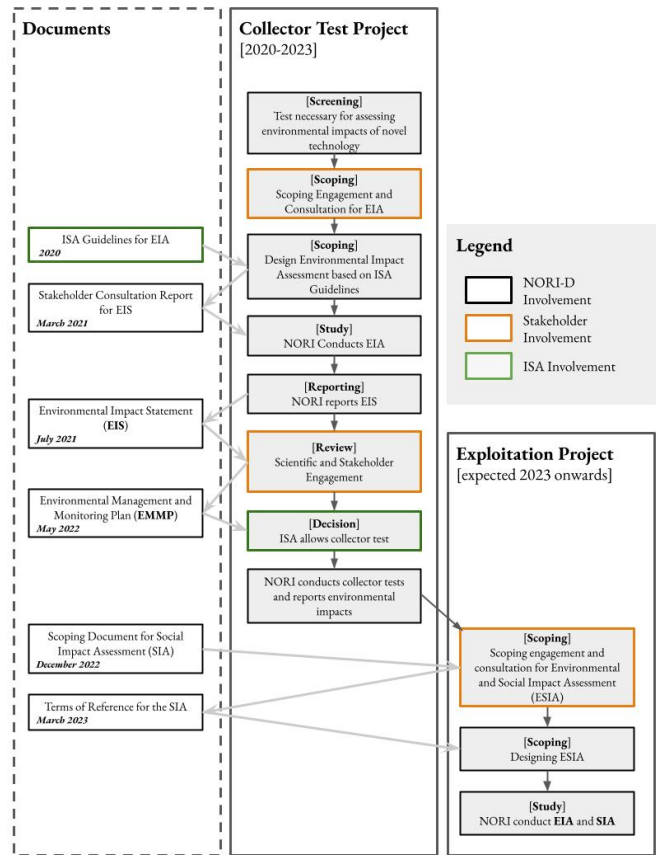 Documents
ISA Guidelines for EIA
2020
Stakeholder Consultation Report
for EIS
March 2021
Environmental Impact Statement
(EIS)
July 2021
Environmental Management and
Monitoring Plan (EMMP)
May 2022
Scoping Document for Social
Impact Assessment (SIA)
December 2022
Terms of Reference for the SIA
March 2023
Collector Test Project
[2020-2023]
[Screening]
Test necessary for assessing
environmental impacts of novel
technology
[Scoping]
Scoping Engagement and
Consultation for EIA
[Scoping]
Design Environmental Impact
Assessment based on ISA
Guidelines
[Study]
NORI Conducts EIA
[Reporting]
NORI reports EIS
[Review]
Scientific and Stakeholder
Engagement
[Decision]
ISA allows collector test
NORI conducts collector tests
and reports environmental
impacts
Legend
NORI-D
Involvement
Stakeholder
Involvement
ISA Involvement
Exploitation Project
[expected 2023 onwards]
[Scoping]
Scoping engagement and
consultation for Environmental
and Social Impact Assessment
(ESIA)
[Scoping]
Designing ESIA
[Study]
NORI conduct EIA and SIA